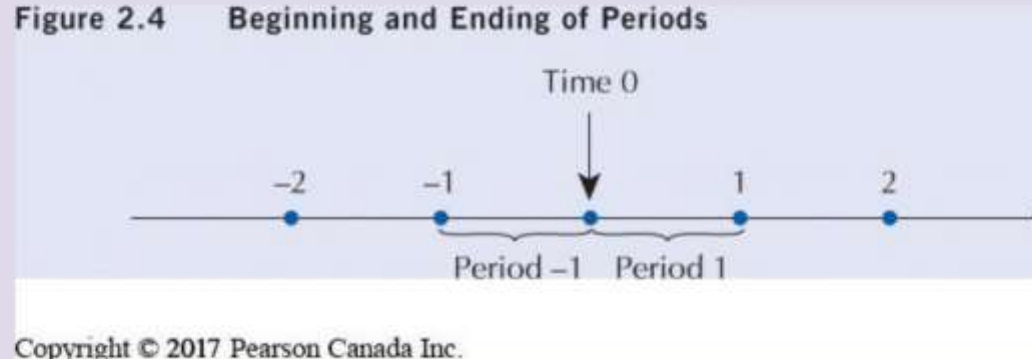 Figure 2.4 Beginning and Ending of Periods
Time 0
–2 –1 1 2
Period –1 Period 1
Copyright © 2017 Pearson Canada Inc.